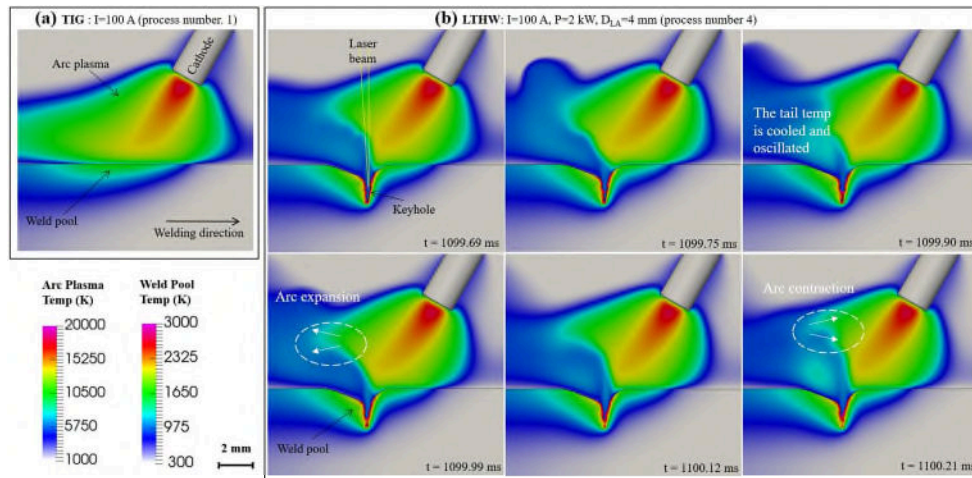 (a) TIG : I=100 A (process number. 1)
Arc plasma
Cathode
Weld pool
Welding direction
Arc Plasma
Temp (K)
20000
15250
10500
5750
1000
Weld Pool
Temp (K)
3000
2325
1650
975
300
2 mm
(b) LTHW: I=100 A, P=2 kW, D_LA=4 mm (process number 4)
Laser
beam
Keyhole
t = 1099.69 ms
t = 1099.75 ms
The tail temp
is cooled and
oscillated
t = 1099.90 ms
Arc expansion
Weld pool
t = 1099.99 ms
t = 1100.12 ms
Arc contraction
t = 1100.21 ms